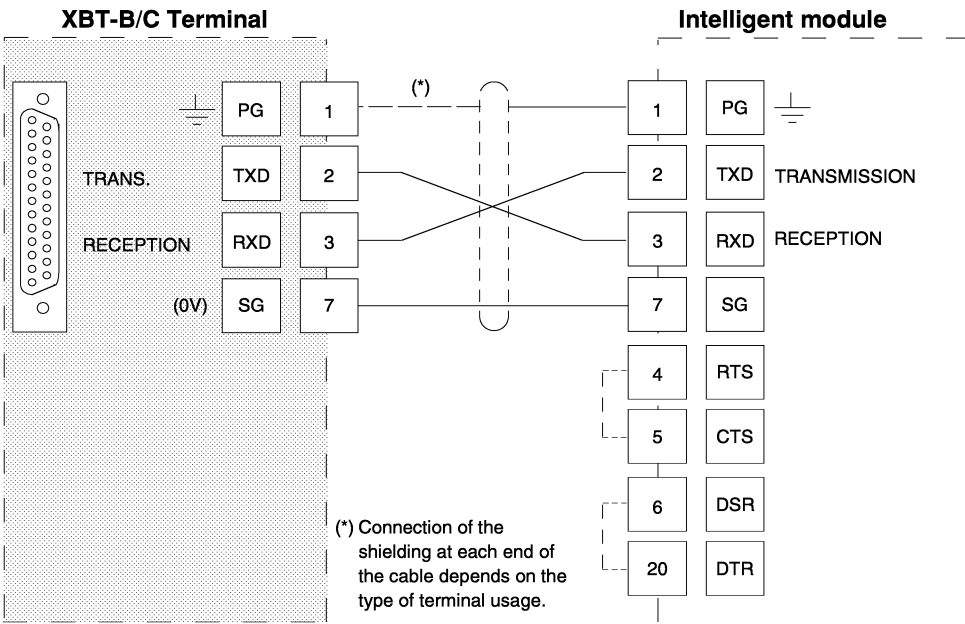 XBT-B/C Terminal
Intelligent module
PG 1 (*) 1 PG
TRANS. TXD 2 2 TXD TRANSMISSION
RECEPTION RXD 3 3 RXD RECEPTION
(0V) SG 7 7 SG
4 RTS
5 CTS
6 DSR
20 DTR
(*) Connection of the
shielding at each end of
the cable depends on the
type of terminal usage.